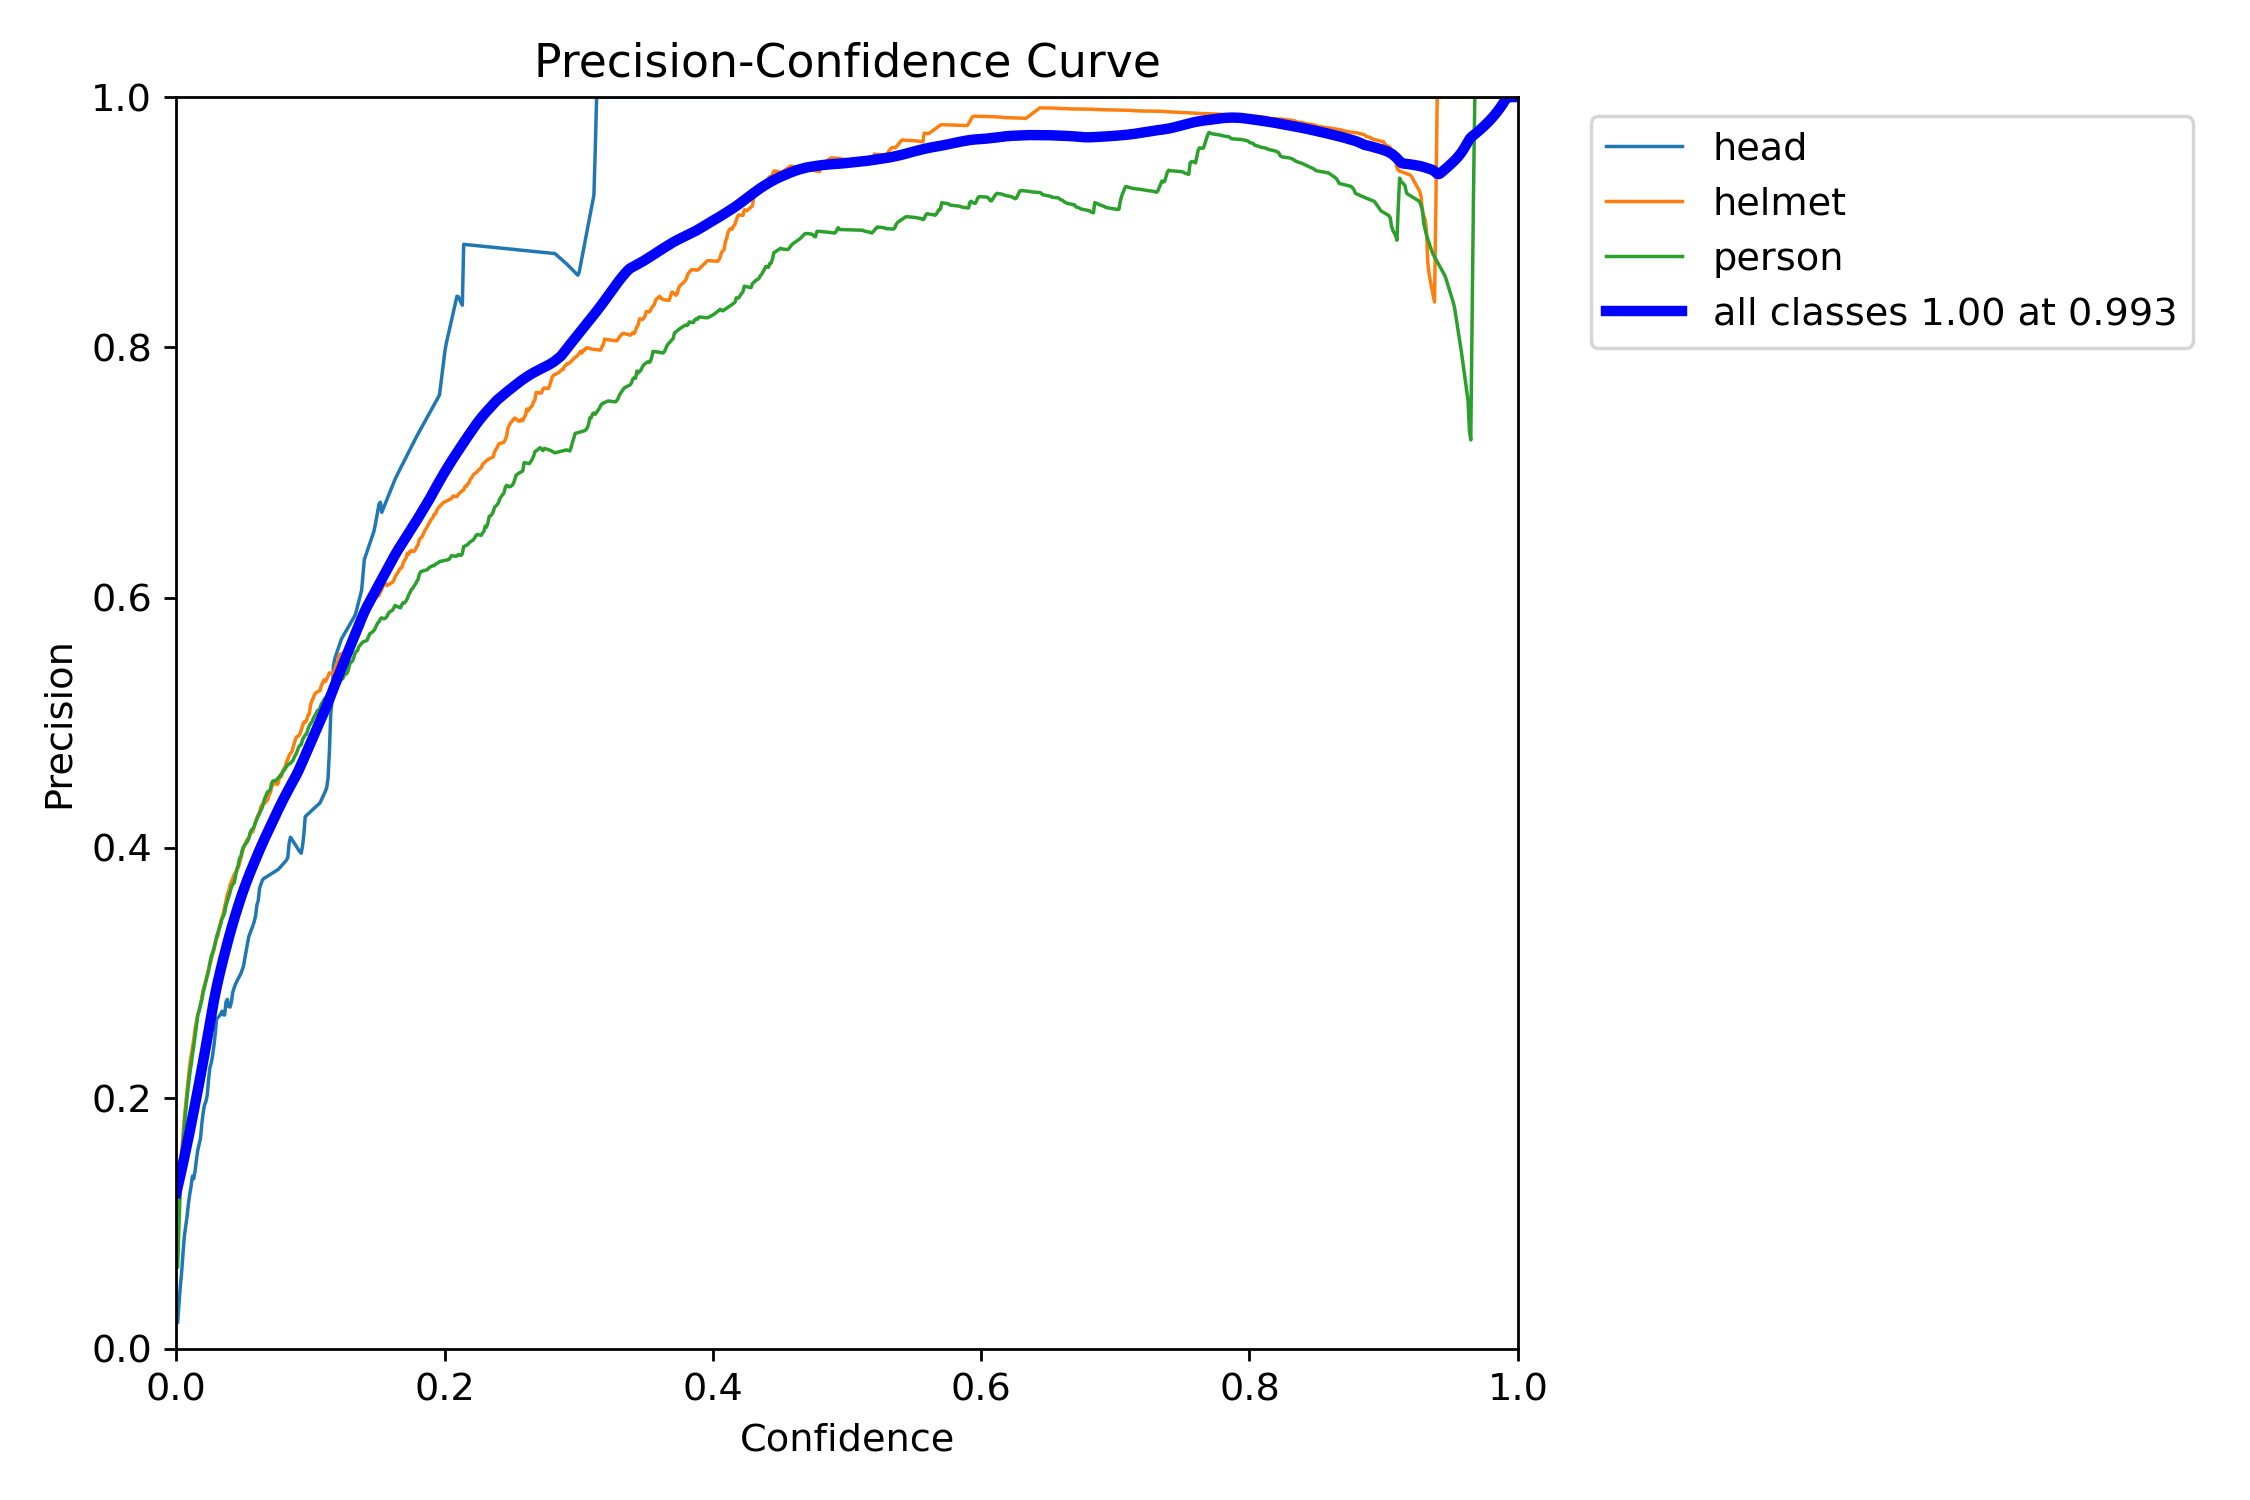 Precision-Confidence Curve
1.0
0.8
0.6
0.4
0.2
0.0
Precision
0.0 0.2 0.4 0.6 0.8 1.0
Confidence
head
helmet
person
all classes 1.00 at 0.993